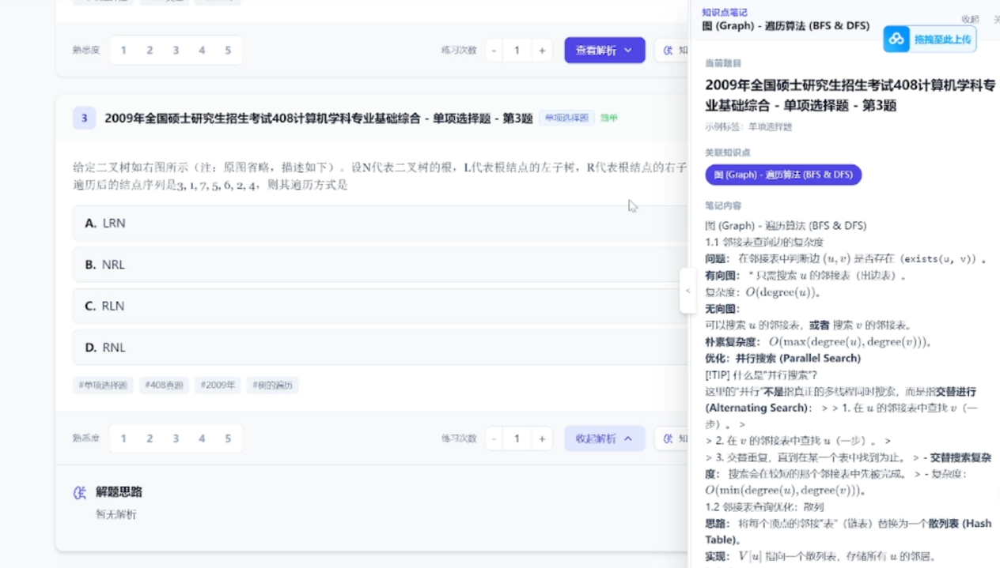 熟悉度 1 2 3 4 5 练习次数 - 1 + 查看解析
3 2009年全国硕士研究生招生考试408计算机学科专业基础综合 - 单项选择题 - 第3题 单项选择题 简单
给定二叉树如右图所示（注：原图省略，描述如下）。设N代表二叉树的根，L代表根结点的左子树，R代表根结点的右子
遍历后的结点序列是3, 1, 7, 5, 6, 2, 4，则其遍历方式是
A. LRN
B. NRL
C. RLN
D. RNL
#单项选择题 #408真题 #2009年 #树的遍历
熟悉度 1 2 3 4 5 练习次数 - 1 + 收起解析 知
解题思路
暂无解析
<
知识点笔记
图 (Graph) - 遍历算法 (BFS & DFS)
收起
拖拽至此上传
当前题目
2009年全国硕士研究生招生考试408计算机学科专
业基础综合 - 单项选择题 - 第3题
示例标签：单项选择题
关联知识点
图 (Graph) - 遍历算法 (BFS & DFS)
笔记内容
图 (Graph) - 遍历算法 (BFS & DFS)
1.1 邻接表查询边的复杂度
问题： 在邻接表中判断边 (u, v) 是否存在（exists(u, v)）。
有向图： * 只需搜索 u 的邻接表（出边表）。
复杂度：O(degree(u))。
无向图：
可以搜索 u 的邻接表，或者 搜索 v 的邻接表。
朴素复杂度： O(max(degree(u), degree(v)))。
优化：并行搜索 (Parallel Search)
[!TIP] 什么是"并行搜索"？
这里的"并行"不是指真正的多线程同时搜索，而是指交替进行
(Alternating Search)： > > 1. 在 u 的邻接表中查找 v（一
步）。 >
> 2. 在 v 的邻接表中查找 u（一步）。 >
> 3. 交替重复，直到在某一个表中找到为止。 > - 交替搜索复杂
度： 搜索会在较短的那个邻接表中先被完成。 > - 复杂度：
O(min(degree(u), degree(v)))。
1.2 邻接表查询优化：散列
思路： 将每个顶点的邻接"表"（链表）替换为一个散列表 (Hash
Table)。
实现： V[u] 指向一个散列表，存储所有 u 的邻居。